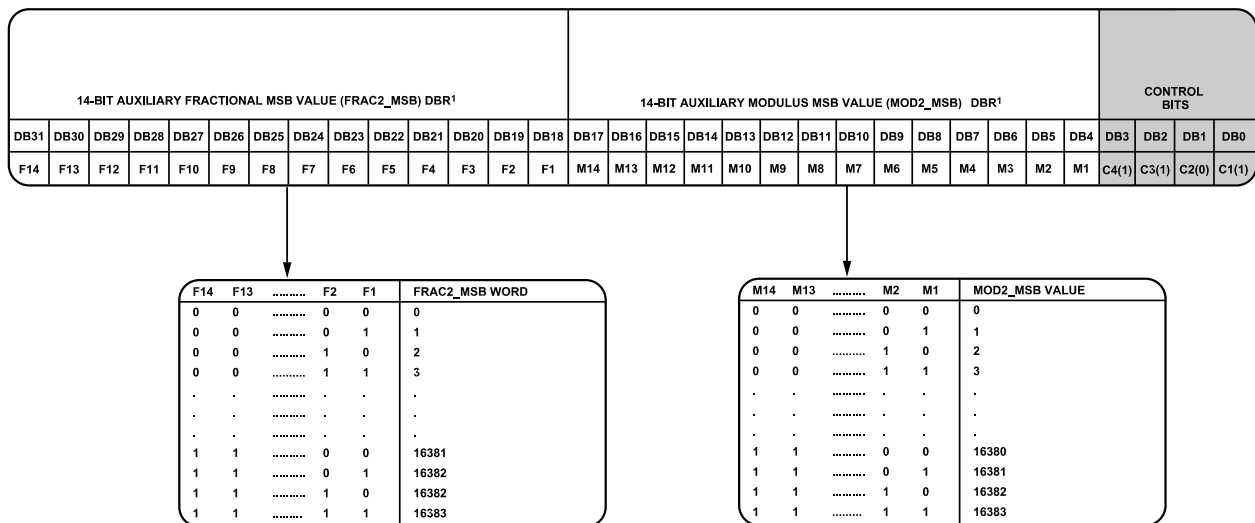 14-BIT AUXILIARY FRACTIONAL MSB VALUE (FRAC2_MSB) DBR1
14-BIT AUXILIARY MODULUS MSB VALUE (MOD2_MSB) DBR1
CONTROL
BITS
DB31 DB30 DB29 DB28 DB27 DB26 DB25 DB24 DB23 DB22 DB21 DB20 DB19 DB18 DB17 DB16 DB15 DB14 DB13 DB12 DB11 DB10 DB9 DB8 DB7 DB6 DB5 DB4 DB3 DB2 DB1 DB0
F14 F13 F12 F11 F10 F9 F8 F7 F6 F5 F4 F3 F2 F1 M14 M13 M12 M11 M10 M9 M8 M7 M6 M5 M4 M3 M2 M1 C4(1) C3(1) C2(0) C1(1)
F14 F13 .......... F2 F1 FRAC2_MSB WORD
0 0 .......... 0 0 0
0 0 .......... 0 1 1
0 0 .......... 1 0 2
0 0 .......... 1 1 3
. . . . .
. . . . .
. . . . .
1 1 .......... 0 0 16381
1 1 .......... 0 1 16382
1 1 .......... 1 0 16382
1 1 .......... 1 1 16383
M14 M13 .......... M2 M1 MOD2_MSB VALUE
0 0 .......... 0 0 0
0 0 .......... 0 1 1
0 0 .......... 1 0 2
0 0 .......... 1 1 3
. . . . .
. . . . .
. . . . .
1 1 .......... 0 0 16380
1 1 .......... 0 1 16381
1 1 .......... 1 0 16382
1 1 ......... 1 1 16383